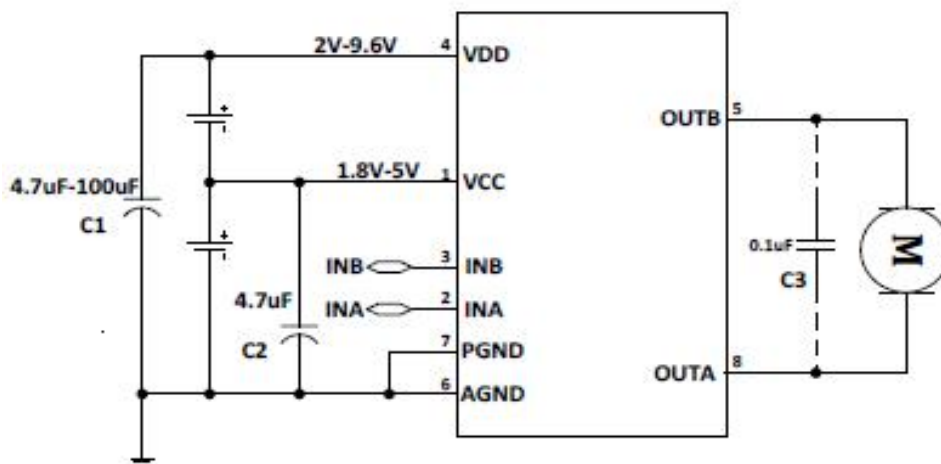 2V-9.6V 4 VDD
OUTB 5
4.7uF-100uF 1.8V-5V 1 VCC
C1
+
-
+
-
INB 3 INB
0.1uF M
C3
4.7uF INA 2 INA
C2 7 PGND
OUTA 8
6 AGND